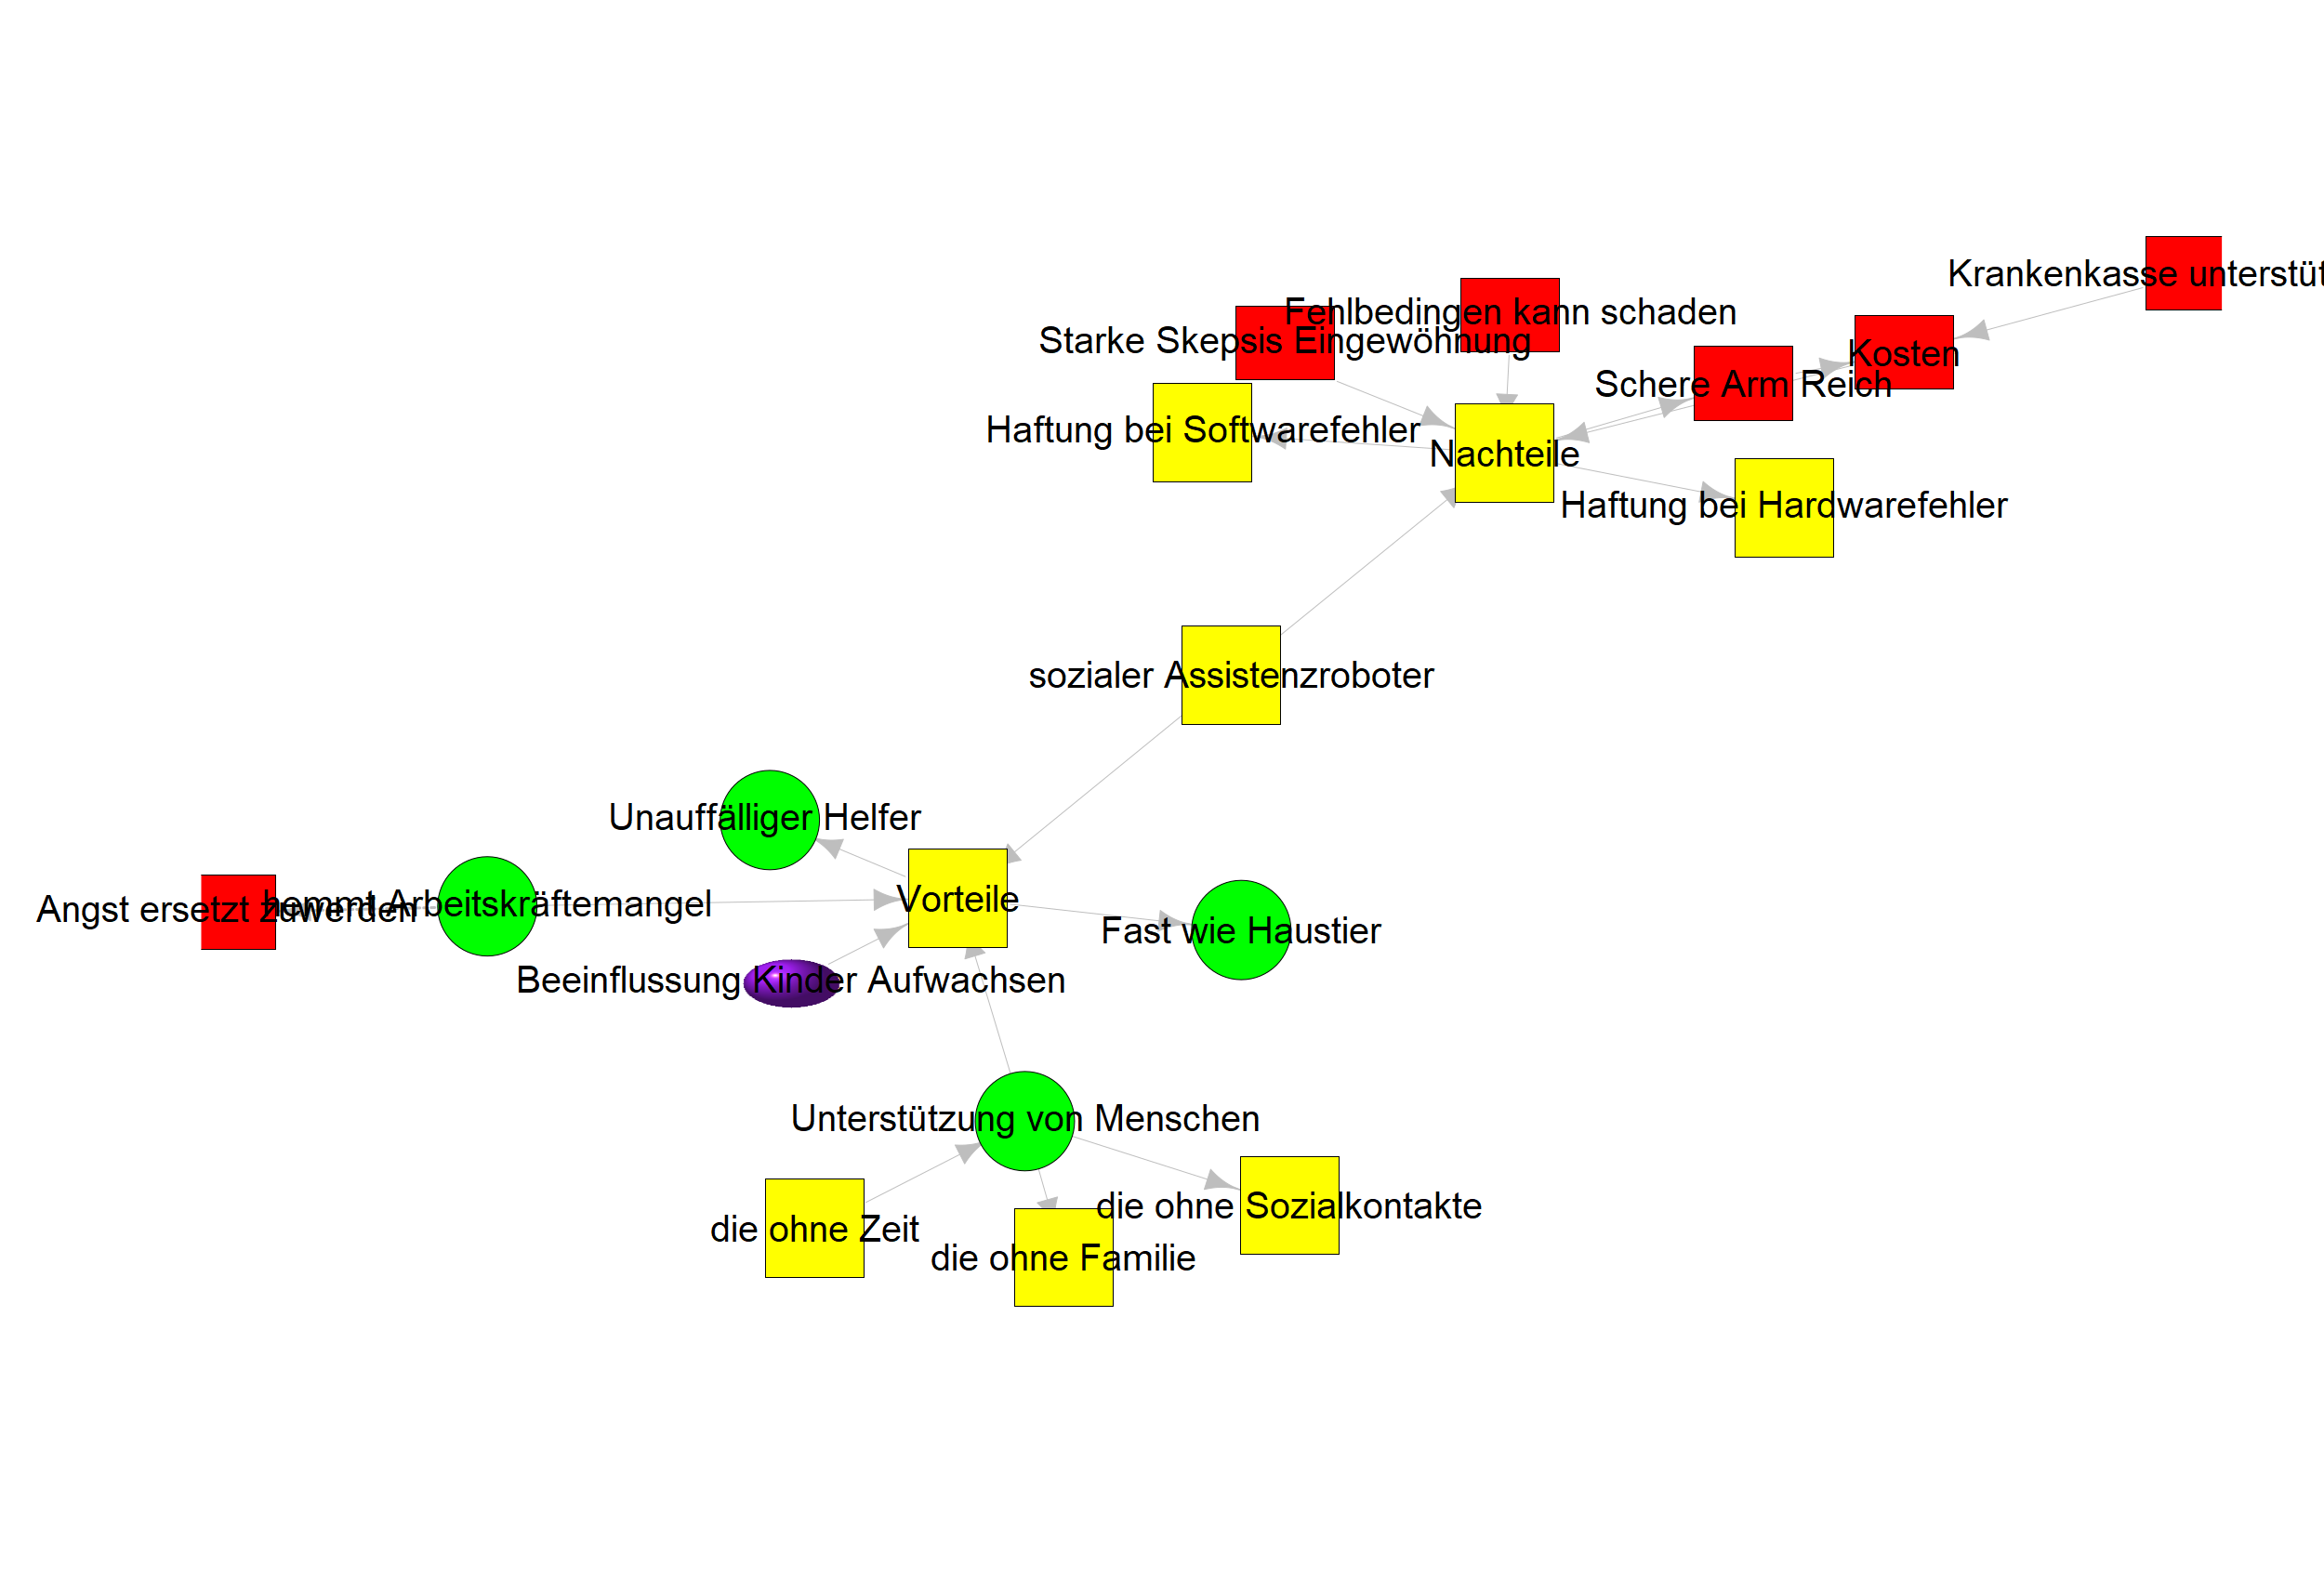 Krankenkasse unterstüt
Fehlbedingen kann schaden
Starke Skepsis Eingewöhnung
Kosten
Schere Arm Reich
Haftung bei Softwarefehler
Nachteile
Haftung bei Hardwarefehler
sozialer Assistenzroboter
Unauffälliger Helfer
Vorteile
hemmt Arbeitskräftemangel
Angst ersetzt zuwerden
Fast wie Haustier
Beeinflussung Kinder Aufwachsen
Unterstützung von Menschen
die ohne Sozialkontakte
die ohne Zeit
die ohne Familie